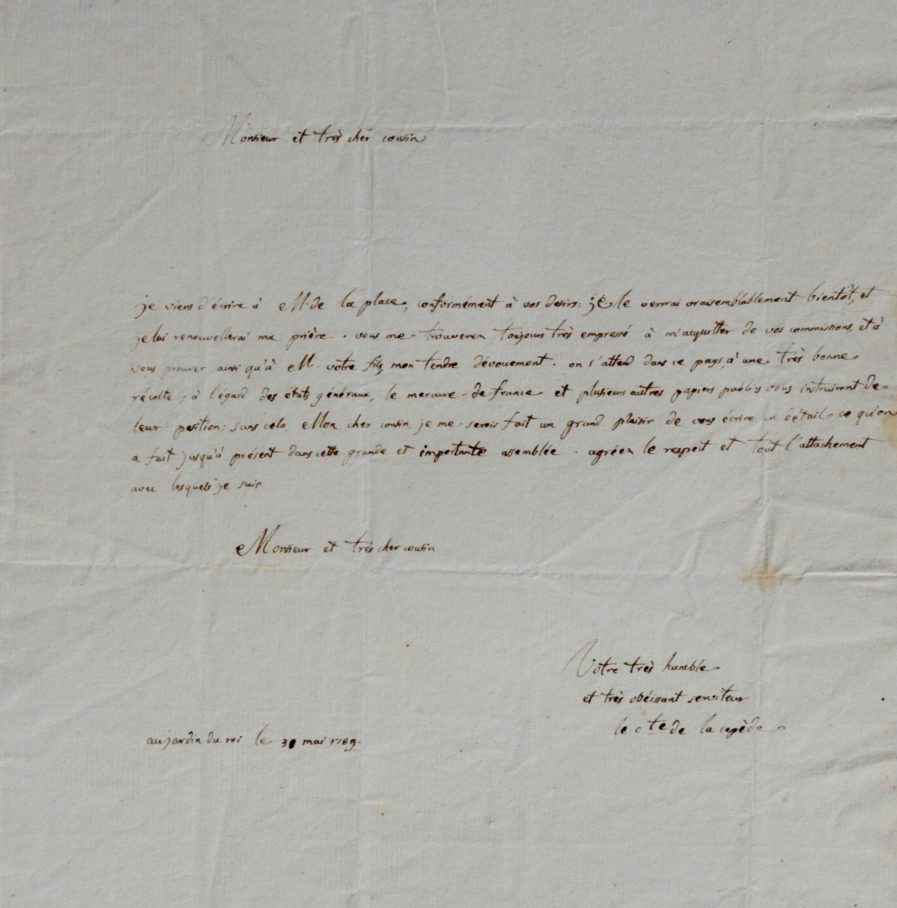 Monsieur et très cher cousin
je viens d'écrire à M. de la place, conformément à vos desirs; je le verrai vraisemblablement bientôt, et
je lui renouvellerai ma prière. vous me trouverez toujours très empressé à m'acquitter de vos commissions, et à
vous prouver ainsi qu'à M. votre fils, mon tendre dévouement. on s'attend dans ce pays, à une très bonne
récolte; à l'égard des états généraux, le mercure de france et plusieurs autres papiers publics vous instruiront de
leur position; sans cela, Mon cher cousin, je me serois fait un grand plaisir de vous écrire en détail ce qu'on
a fait jusqu'à présent dans cette grande et importante assemblée. agréez le respect et tout l'attachement
avec lesquels je suis
Monsieur et très cher cousin
Votre très humble
et très obéissant serviteur
le cte de la cepède
au jardin du roi le mai 1789.